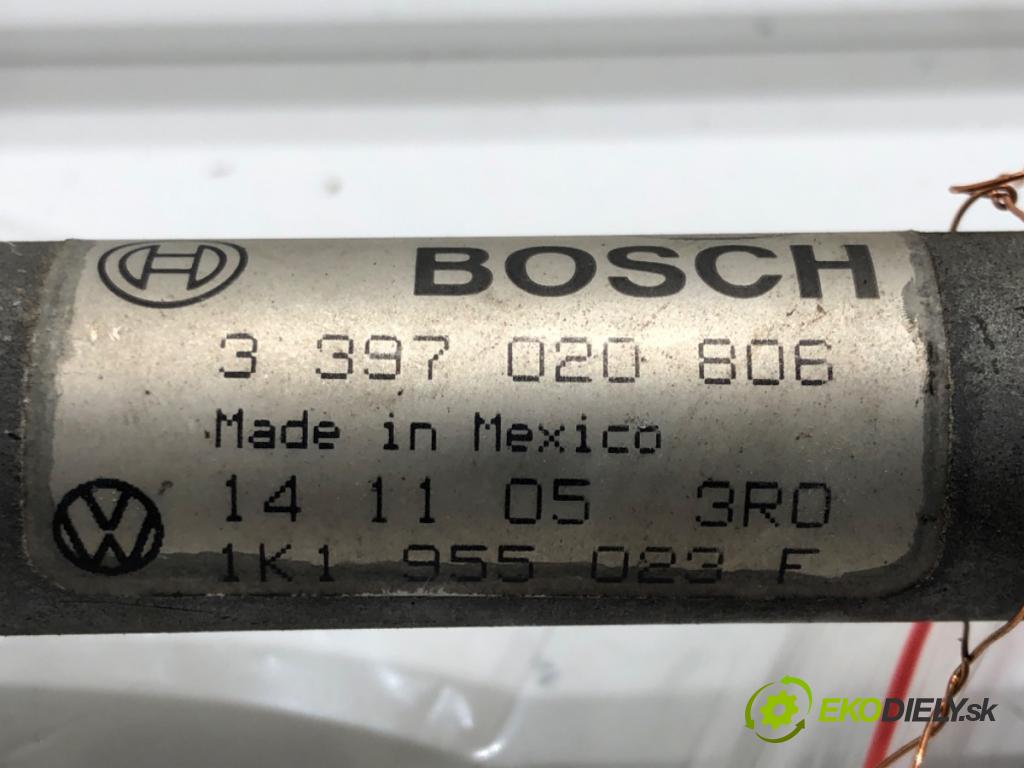 BOSCH
3 397 020 806
Made in Mexico
14 11 05 3R0
1K1 955 023 F
EKODIELY.sk